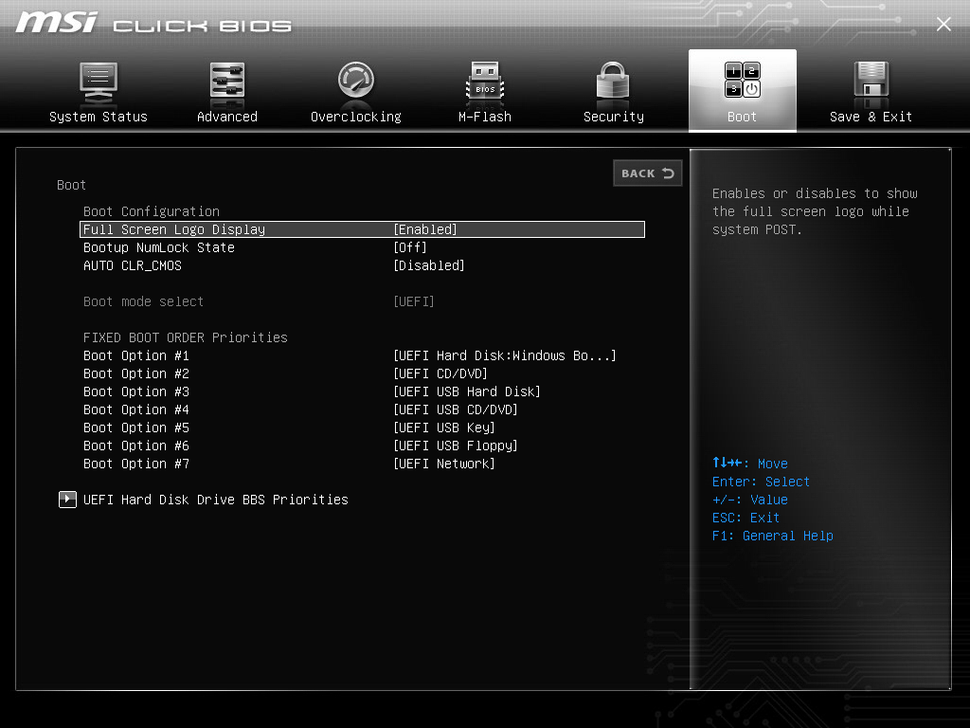 msi CLICK BIOS
System Status
Advanced
Overclocking
BIOS
M-Flash
Security
1 2
3
Boot
Save & Exit
BACK
Boot
Boot Configuration
Full Screen Logo Display [Enabled]
Bootup NumLock State [Off]
AUTO CLR_CMOS [Disabled]
Boot mode select [UEFI]
FIXED BOOT ORDER Priorities
Boot Option #1 [UEFI Hard Disk:Windows Bo...]
Boot Option #2 [UEFI CD/DVD]
Boot Option #3 [UEFI USB Hard Disk]
Boot Option #4 [UEFI USB CD/DVD]
Boot Option #5 [UEFI USB Key]
Boot Option #6 [UEFI USB Floppy]
Boot Option #7 [UEFI Network]
UEFI Hard Disk Drive BBS Priorities
Enables or disables to show
the full screen logo while
system POST.
↑↓→←: Move
Enter: Select
+/-: Value
ESC: Exit
F1: General Help